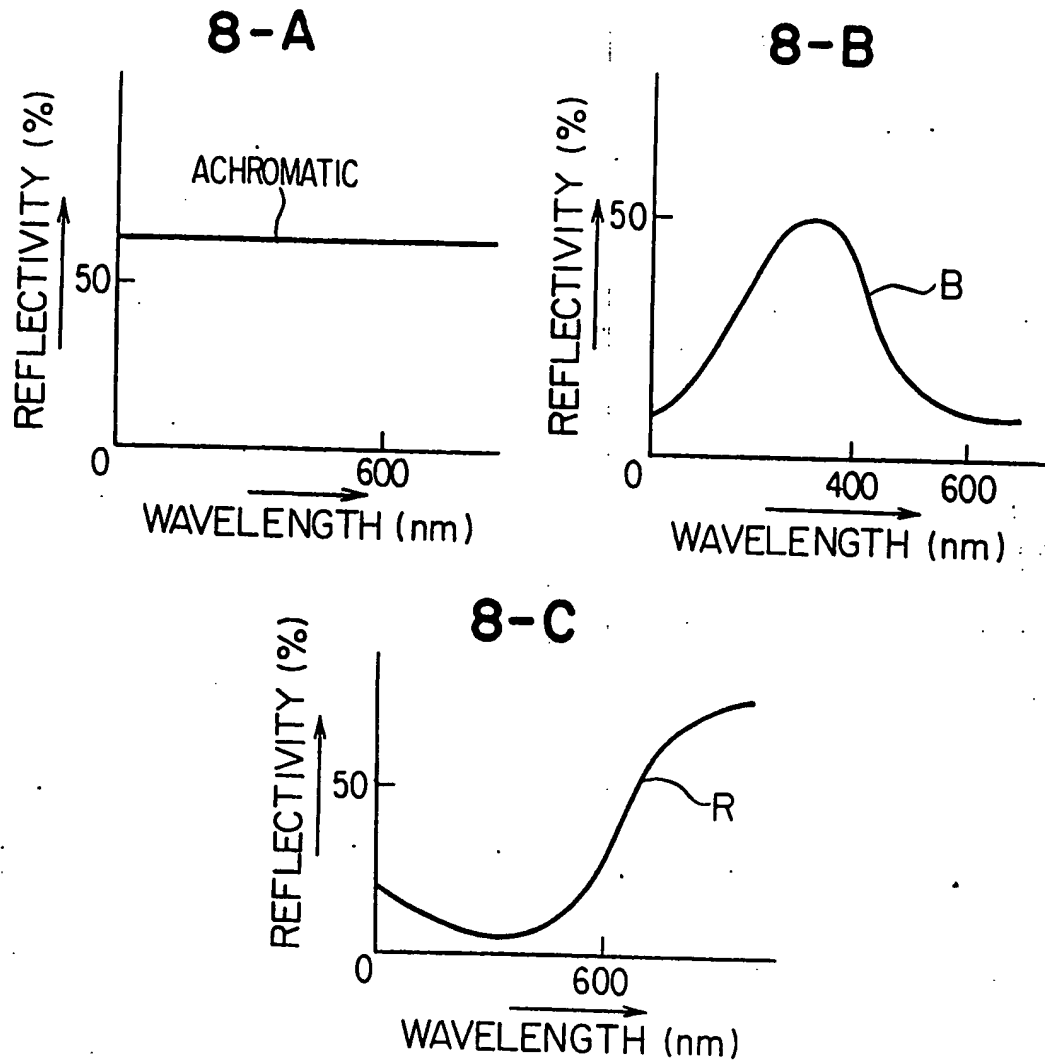 8-A
REFLECTIVITY (%)
ACHROMATIC
50
0
600
WAVELENGTH (nm)
8-B
REFLECTIVITY (%)
50
B
0
400
600
WAVELENGTH (nm)
8-C
REFLECTIVITY (%)
50
R
0
600
WAVELENGTH (nm)